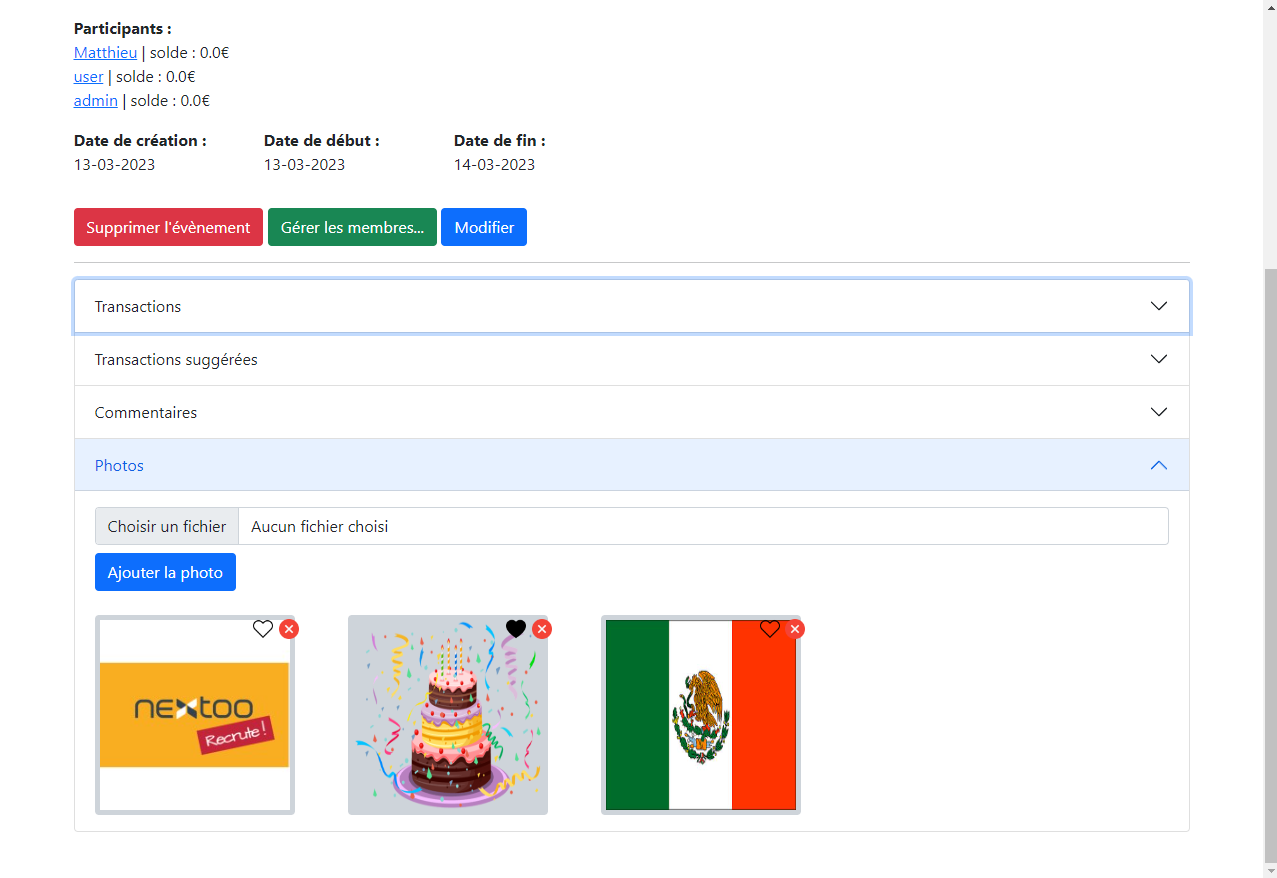 Participants :
Matthieu | solde : 0.0€
user | solde : 0.0€
admin | solde : 0.0€
Date de création : Date de début : Date de fin :
13-03-2023 13-03-2023 14-03-2023
Supprimer l'évènement Gérer les membres... Modifier
Transactions
Transactions suggérées
Commentaires
Photos
Choisir un fichier Aucun fichier choisi
Ajouter la photo
nextoo
Recrute !